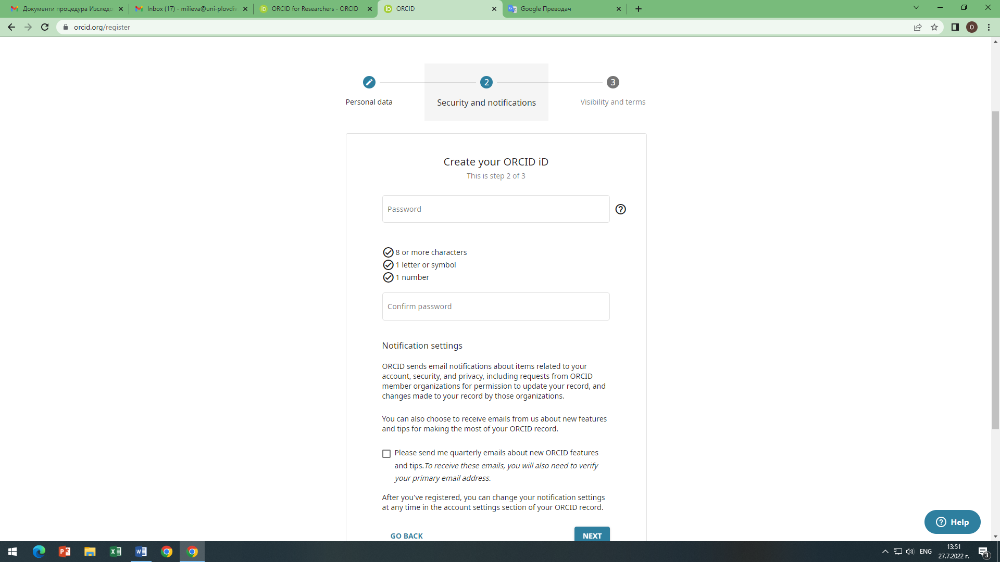 Документи процедура Изследо
Inbox (17) - milieva@uni-plovdiv.
ORCID for Researchers - ORCID
ORCID
Google Преводач
orcid.org/register
O
2
3
Personal data
Security and notifications
Visibility and terms
Create your ORCID iD
This is step 2 of 3
Password
8 or more characters
1 letter or symbol
1 number
Confirm password
Notification settings
ORCID sends email notifications about items related to your
account, security, and privacy, including requests from ORCID
member organizations for permission to update your record, and
changes made to your record by those organizations.
You can also choose to receive emails from us about new features
and tips for making the most of your ORCID record.
Please send me quarterly emails about new ORCID features
and tips.To receive these emails, you will also need to verify
your primary email address.
After you've registered, you can change your notification settings
at any time in the account settings section of your ORCID record.
GO BACK
NEXT
Help
ENG
13:51
27.7.2022 г.
3